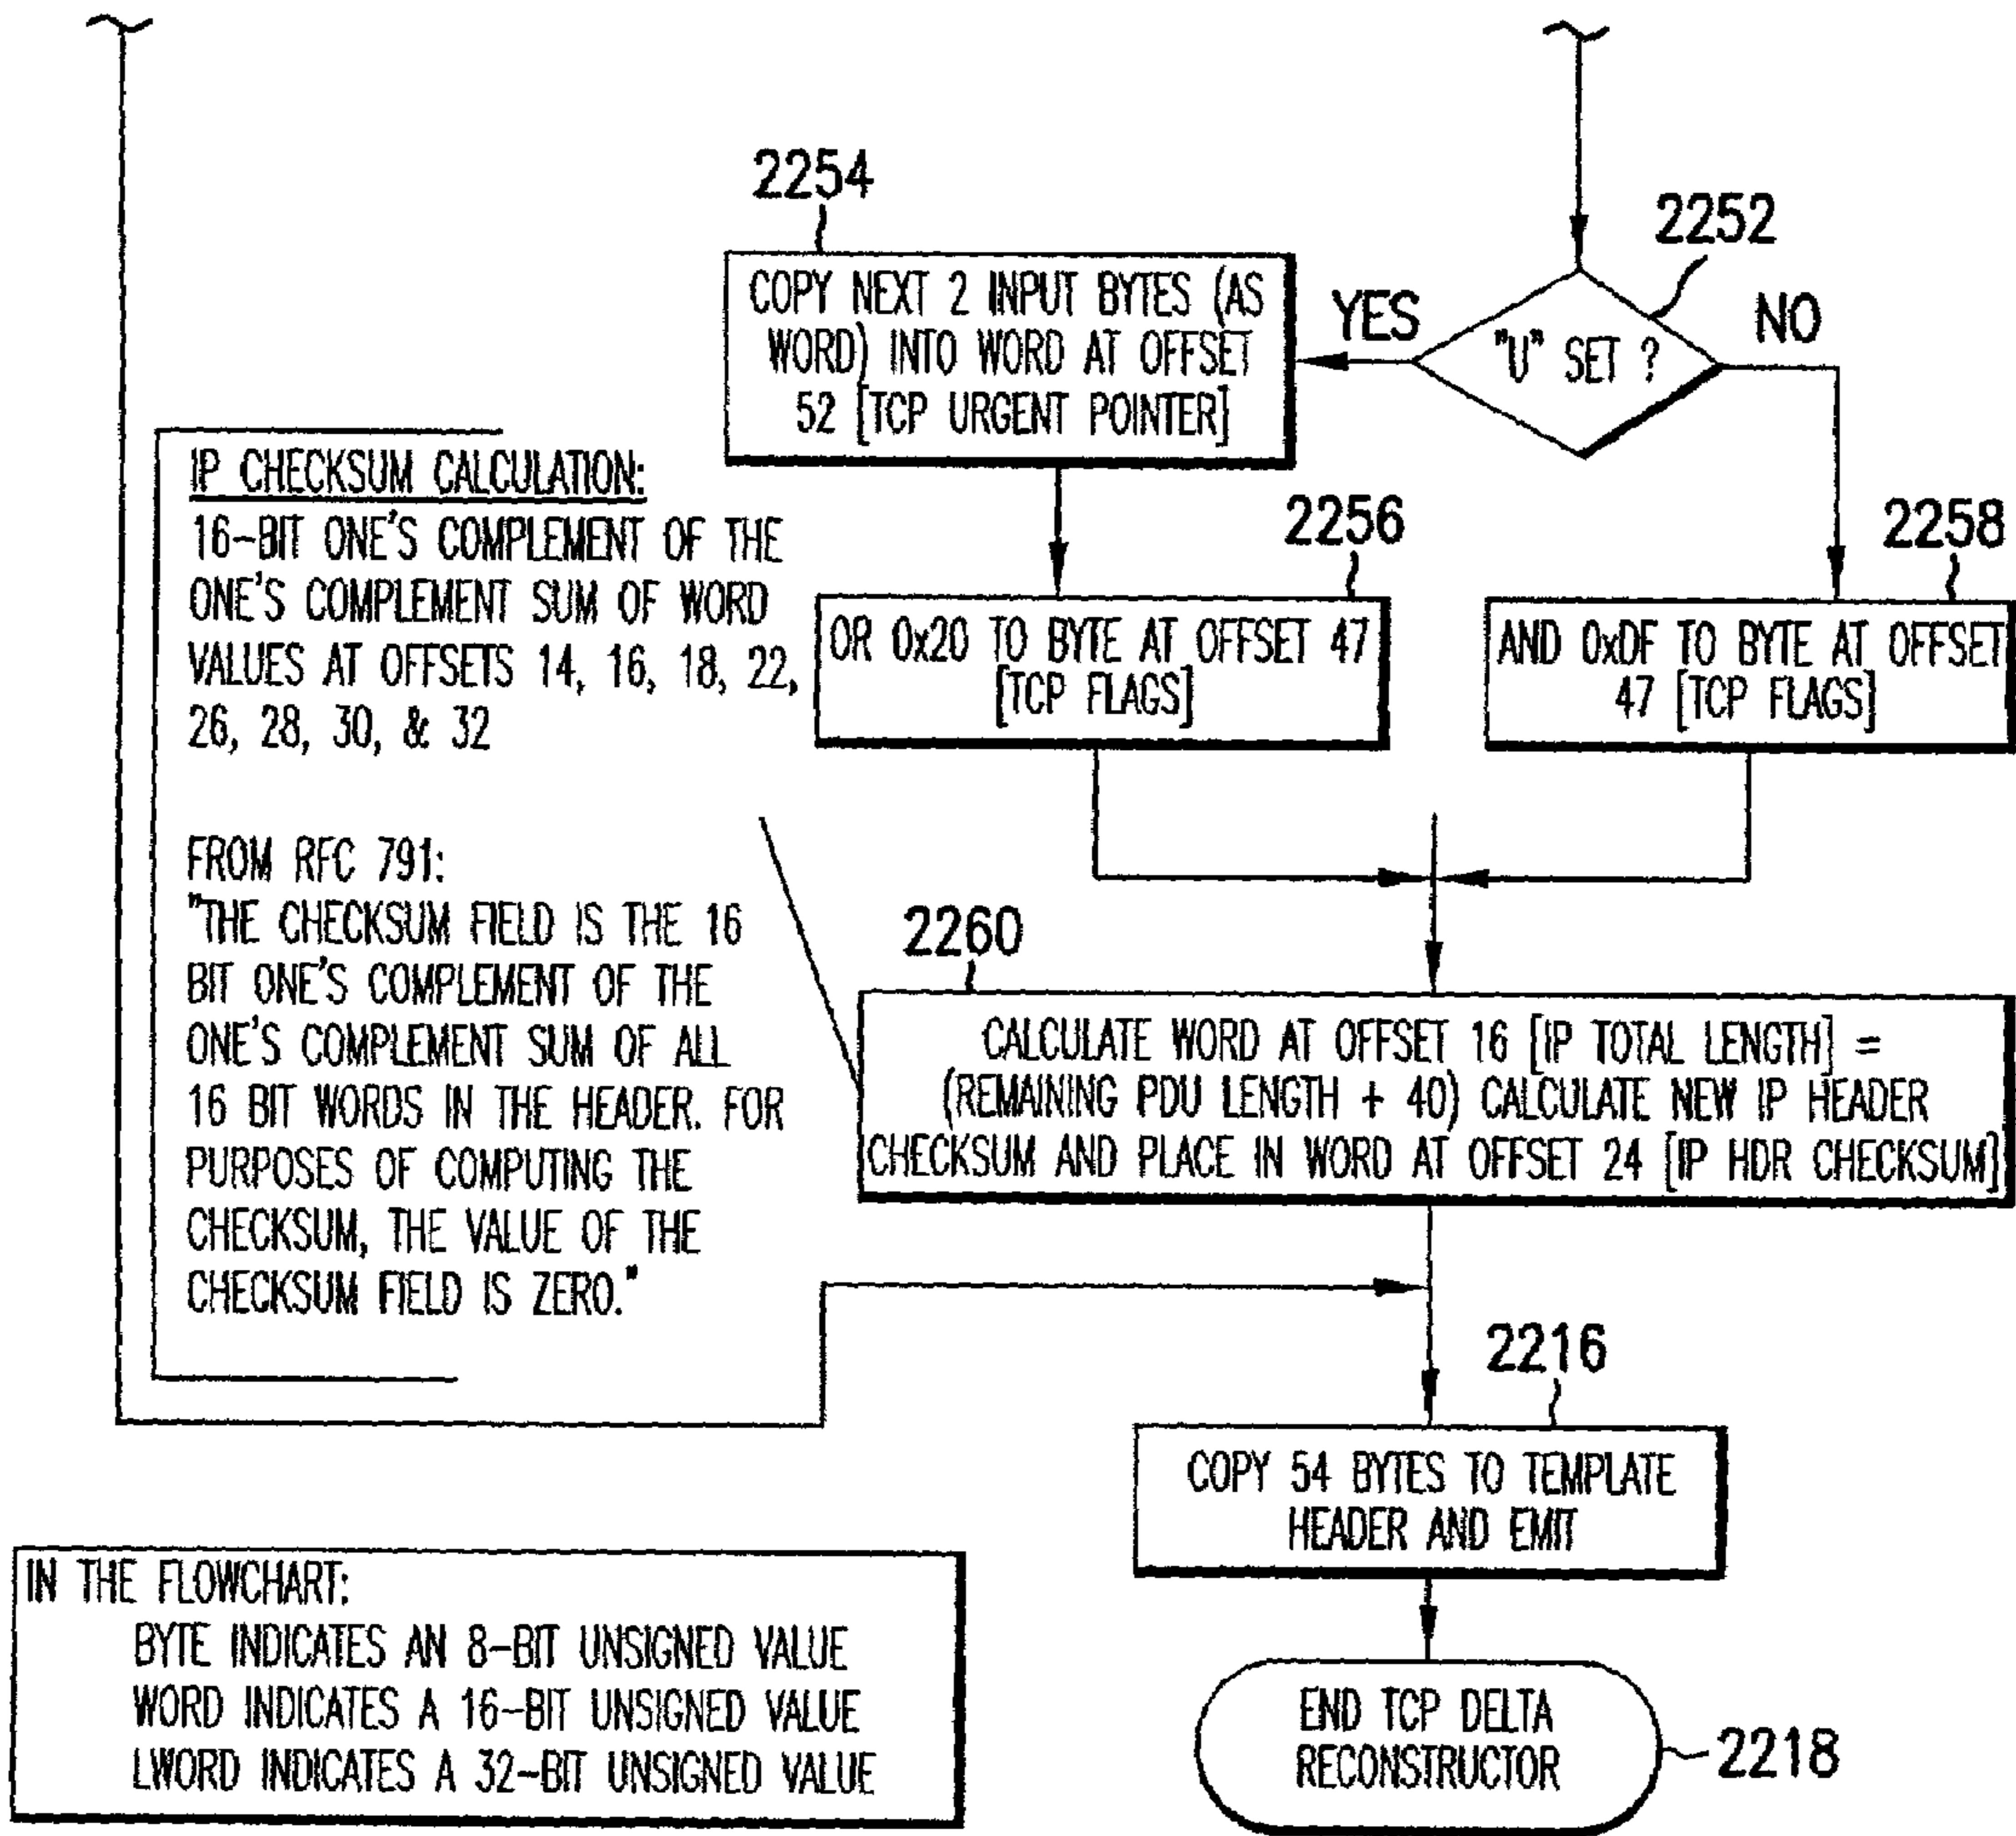 2254
2252
COPY NEXT 2 INPUT BYTES (AS
WORD) INTO WORD AT OFFSET
52 [TCP URGENT POINTER]
YES
"U" SET ?
NO
IP CHECKSUM CALCULATION:
16-BIT ONE'S COMPLEMENT OF THE
ONE'S COMPLEMENT SUM OF WORD
VALUES AT OFFSETS 14, 16, 18, 22,
26, 28, 30, & 32
FROM RFC 791:
"THE CHECKSUM FIELD IS THE 16
BIT ONE'S COMPLEMENT OF THE
ONE'S COMPLEMENT SUM OF ALL
16 BIT WORDS IN THE HEADER. FOR
PURPOSES OF COMPUTING THE
CHECKSUM, THE VALUE OF THE
CHECKSUM FIELD IS ZERO."
2256
OR 0x20 TO BYTE AT OFFSET 47
[TCP FLAGS]
2258
AND 0xDF TO BYTE AT OFFSET
47 [TCP FLAGS]
2260
CALCULATE WORD AT OFFSET 16 [IP TOTAL LENGTH] =
(REMAINING PDU LENGTH + 40) CALCULATE NEW IP HEADER
CHECKSUM AND PLACE IN WORD AT OFFSET 24 [IP HDR CHECKSUM]
2216
COPY 54 BYTES TO TEMPLATE
HEADER AND EMIT
IN THE FLOWCHART:
BYTE INDICATES AN 8-BIT UNSIGNED VALUE
WORD INDICATES A 16-BIT UNSIGNED VALUE
LWORD INDICATES A 32-BIT UNSIGNED VALUE
END TCP DELTA
RECONSTRUCTOR
2218